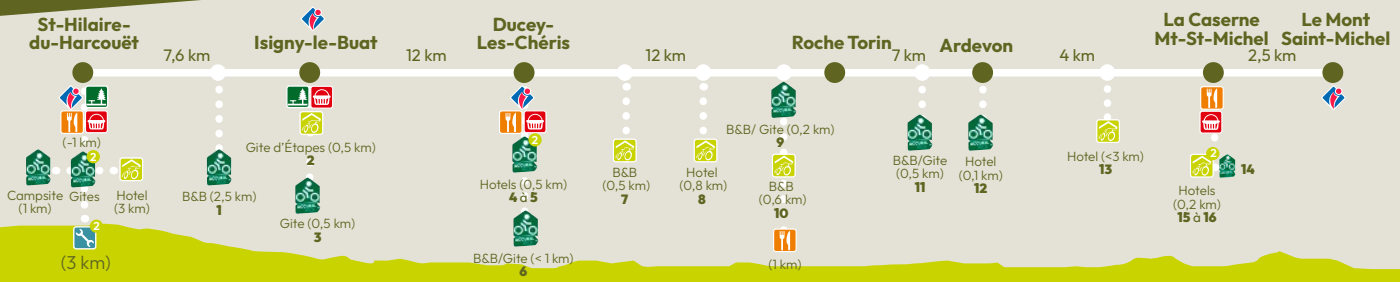 St-Hilaire-
du-Harcouët
7,6 km
Isigny-le-Buat
12 km
Ducey-
Les-Chéris
12 km
Roche Torin
7 km
Ardevon
4 km
La Caserne
Mt-St-Michel
2,5 km
Le Mont
Saint-Michel
(-1 km)
2
Campsite
(1 km)
Gites
Hotel
(3 km)
2
(3 km)
B&B (2,5 km)
1
Gite d'Étapes (0,5 km)
2
Gite (0,5 km)
3
2
Hotels (0,5 km)
4 à 5
B&B/Gite (< 1 km)
6
B&B
(0,5 km)
7
Hotel
(0,8 km)
8
B&B/ Gite (0,2 km)
9
B&B
(0,6 km)
10
(1 km)
B&B/Gite
(0,5 km)
11
Hotel
(0,1 km)
12
Hotel (<3 km)
13
2
14
Hotels
(0,2 km)
15 à 16